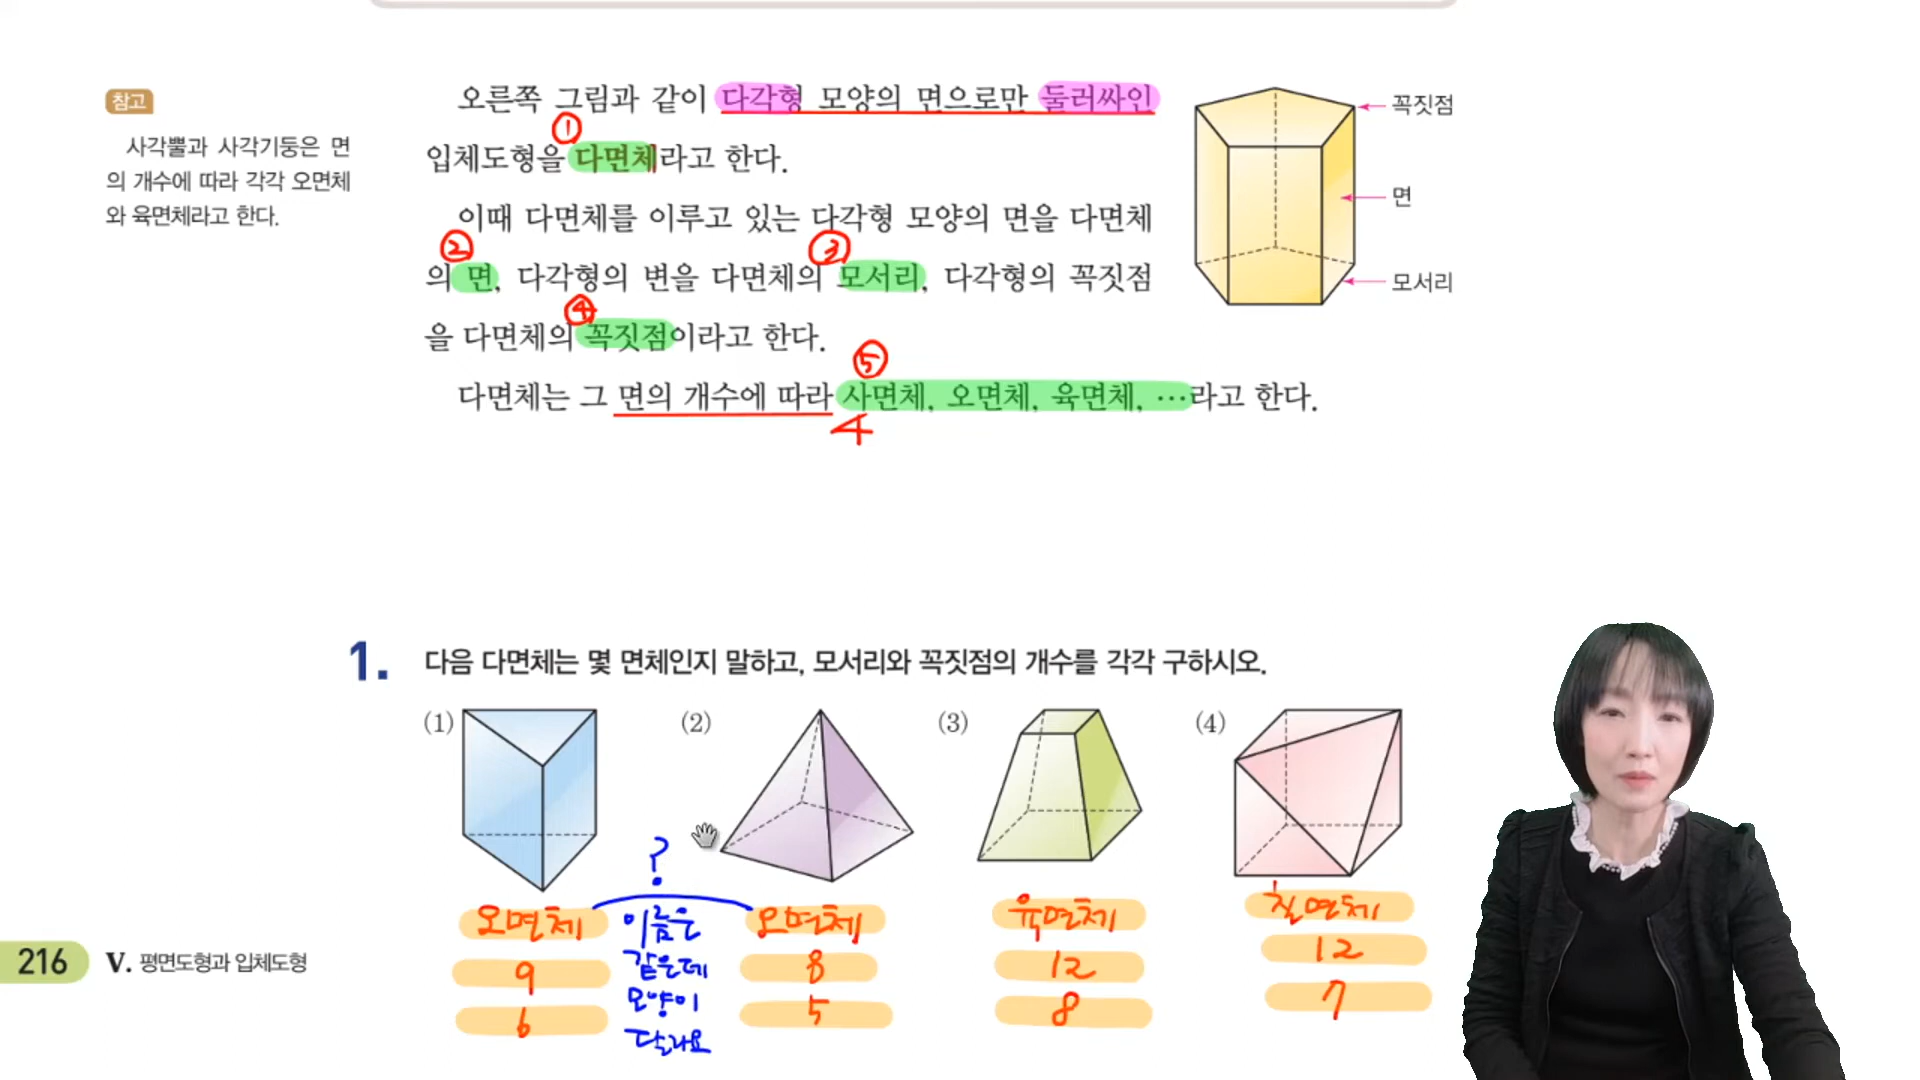 참고
사각뿔과 사각기둥은 면
의 개수에 따라 각각 오면체
와 육면체라고 한다.
오른쪽 그림과 같이 다각형 모양의 면으로만 둘러싸인
①
입체도형을 다면체라고 한다.
이때 다면체를 이루고 있는 다각형 모양의 면을 다면체
② ③
의 면, 다각형의 변을 다면체의 모서리, 다각형의 꼭짓점
④
을 다면체의 꼭짓점이라고 한다.
⑤
다면체는 그 면의 개수에 따라 사면체, 오면체, 육면체, …라고 한다.
4
꼭짓점
면
모서리
1. 다음 다면체는 몇 면체인지 말하고, 모서리와 꼭짓점의 개수를 각각 구하시오.
(1) (2) (3) (4)
?
오면체 이름은 오면체 육면체 칠면체
9 같은데 8 12 12
6 모양이 5 8 7
달라요
216 V. 평면도형과 입체도형